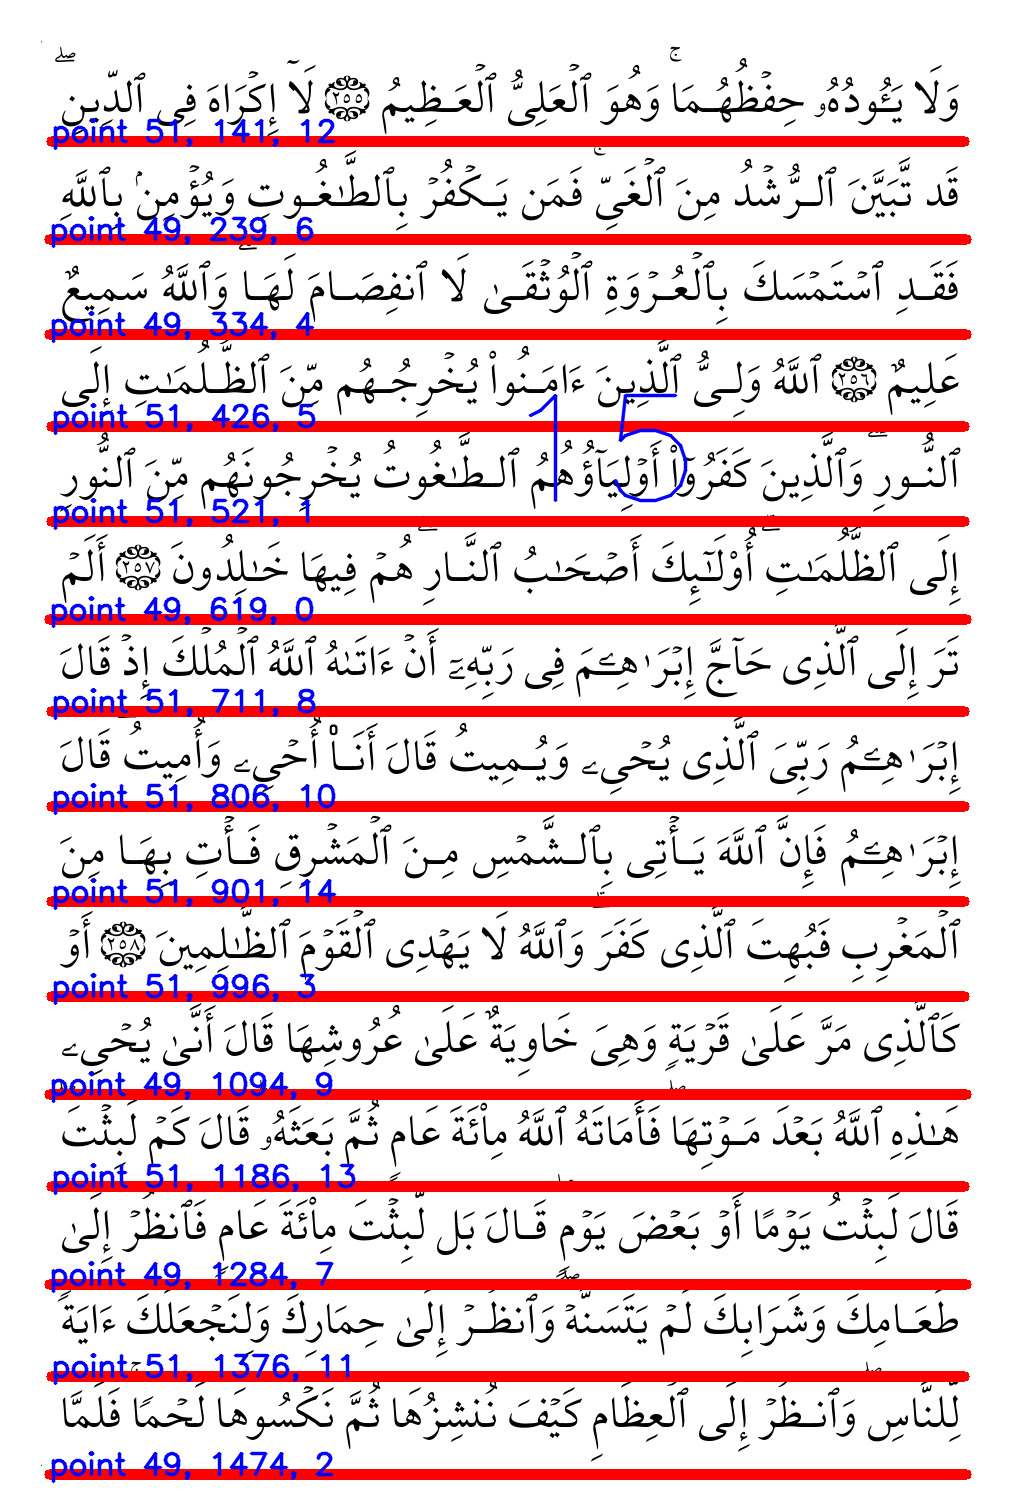 وَلَا يَـُٔودُهُۥ حِفۡظُهُمَاۚ وَهُوَ ٱلۡعَلِىُّ ٱلۡعَظِيمُ ٢٥٥ لَآ إِكۡرَاهَ فِى ٱلدِّينِۖ
point 51, 141, 12
قَد تَّبَيَّنَ ٱلرُّشۡدُ مِنَ ٱلۡغَىِّۚ فَمَن يَكۡفُرۡ بِٱلطَّـٰغُوتِ وَيُؤۡمِنۢ بِٱللَّهِ
point 49, 239, 6
فَقَدِ ٱسۡتَمۡسَكَ بِٱلۡعُرۡوَةِ ٱلۡوُثۡقَىٰ لَا ٱنفِصَامَ لَهَاۗ وَٱللَّهُ سَمِيعٌ
point 49, 334, 4
عَلِيمٌ ٢٥٦ ٱللَّهُ وَلِىُّ ٱلَّذِينَ ءَامَنُواْ يُخۡرِجُهُم مِّنَ ٱلظُّلُمَـٰتِ إِلَى
point 51, 426, 5
15
ٱلنُّورِۖ وَٱلَّذِينَ كَفَرُوٓاْ أَوۡلِيَآؤُهُمُ ٱلطَّـٰغُوتُ يُخۡرِجُونَهُم مِّنَ ٱلنُّورِ
point 51, 521, 1
إِلَى ٱلظُّلُمَـٰتِۗ أُوْلَـٰٓئِكَ أَصۡحَـٰبُ ٱلنَّارِۖ هُمۡ فِيهَا خَـٰلِدُونَ ٢٥٧ أَلَمۡ
point 49, 619, 0
تَرَ إِلَى ٱلَّذِى حَآجَّ إِبۡرَٰهِـۧمَ فِى رَبِّهِۦٓ أَنۡ ءَاتَىٰهُ ٱللَّهُ ٱلۡمُلۡكَ إِذۡ قَالَ
point 51, 711, 8
إِبۡرَٰهِـۧمُ رَبِّىَ ٱلَّذِى يُحۡىِۦ وَيُمِيتُ قَالَ أَنَا۠ أُحۡىِۦ وَأُمِيتُۖ قَالَ
point 51, 806, 10
إِبۡرَٰهِـۧمُ فَإِنَّ ٱللَّهَ يَأۡتِى بِٱلشَّمۡسِ مِنَ ٱلۡمَشۡرِقِ فَأۡتِ بِهَا مِنَ
point 51, 901, 14
ٱلۡمَغۡرِبِ فَبُهِتَ ٱلَّذِى كَفَرَۗ وَٱللَّهُ لَا يَهۡدِى ٱلۡقَوۡمَ ٱلظَّـٰلِمِينَ ٢٥٨ أَوۡ
point 51, 996, 3
كَٱلَّذِى مَرَّ عَلَىٰ قَرۡيَةٍ وَهِىَ خَاوِيَةٌ عَلَىٰ عُرُوشِهَا قَالَ أَنَّىٰ يُحۡىِۦ
point 49, 1094, 9
هَـٰذِهِ ٱللَّهُ بَعۡدَ مَوۡتِهَاۖ فَأَمَاتَهُ ٱللَّهُ مِاْئَةَ عَامٍ ثُمَّ بَعَثَهُۥۖ قَالَ كَمۡ لَبِثۡتَۖ
point 51, 1186, 13
قَالَ لَبِثۡتُ يَوۡمًا أَوۡ بَعۡضَ يَوۡمٍۖ قَالَ بَل لَّبِثۡتَ مِاْئَةَ عَامٍ فَٱنظُرۡ إِلَىٰ
point 49, 1284, 7
طَعَامِكَ وَشَرَابِكَ لَمۡ يَتَسَنَّهۡۖ وَٱنظُرۡ إِلَىٰ حِمَارِكَ وَلِنَجۡعَلَكَ ءَايَةً
point 51, 1376, 11
لِّلنَّاسِۖ وَٱنظُرۡ إِلَى ٱلۡعِظَامِ كَيۡفَ نُنشِزُهَا ثُمَّ نَكۡسُوهَا لَحۡمًاۚ فَلَمَّا
point 49, 1474, 2